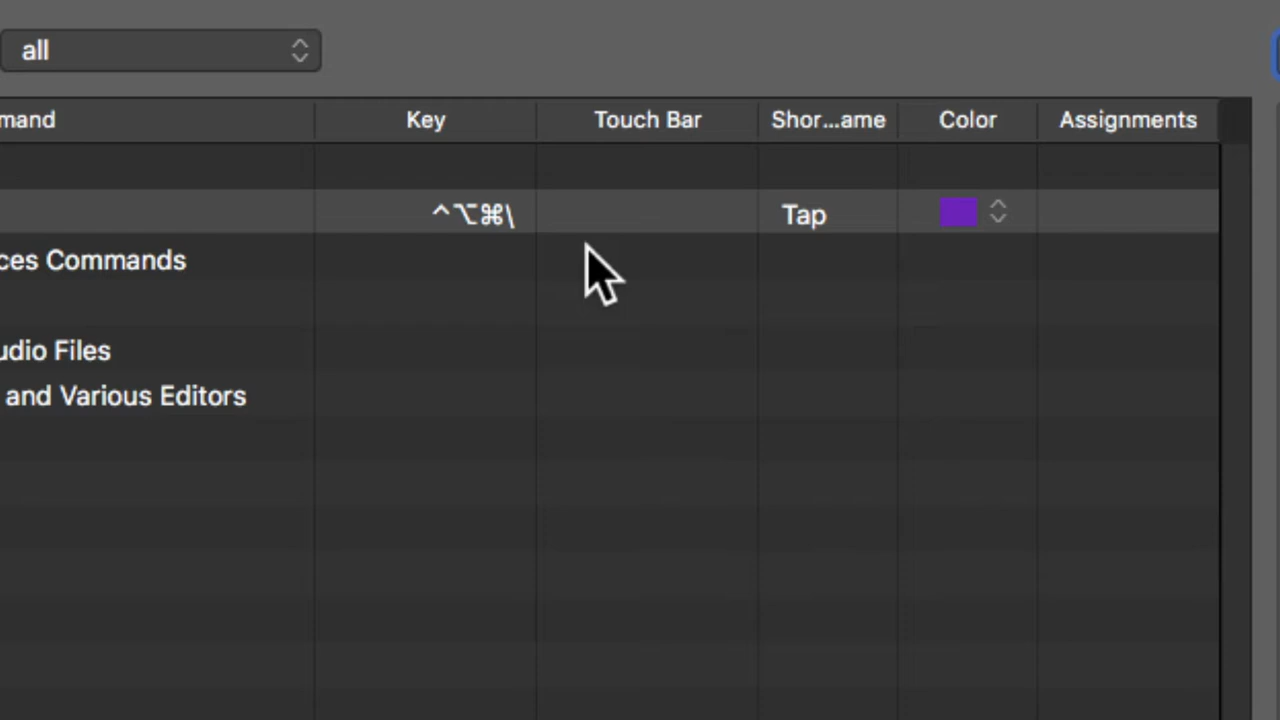 all
mand Key Touch Bar Shor...ame Color Assignments
^⌥⌘\ Tap
ces Commands
udio Files
and Various Editors